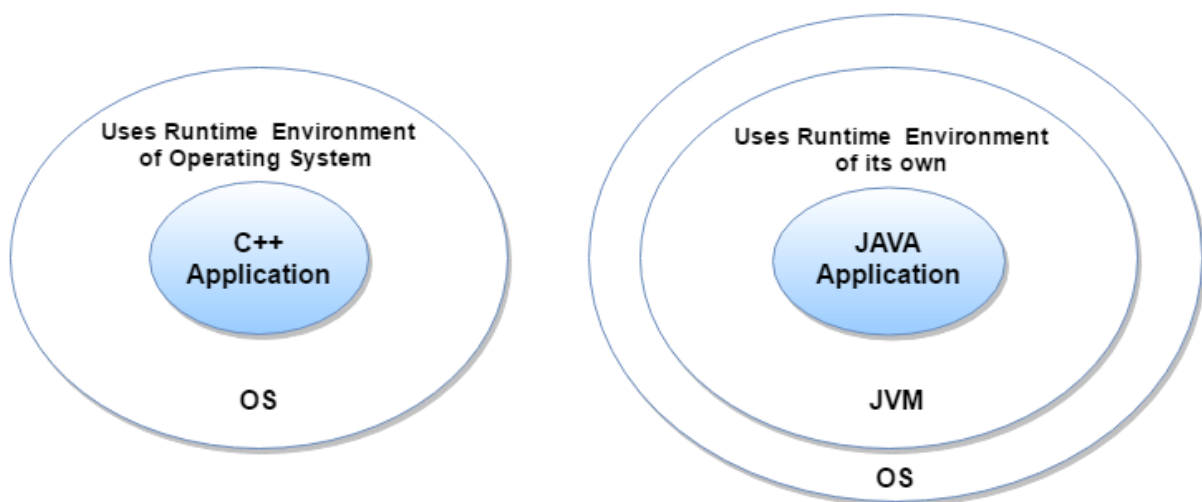 Uses Runtime Environment
of Operating System
C++
Application
OS
Uses Runtime Environment
of its own
JAVA
Application
JVM
OS